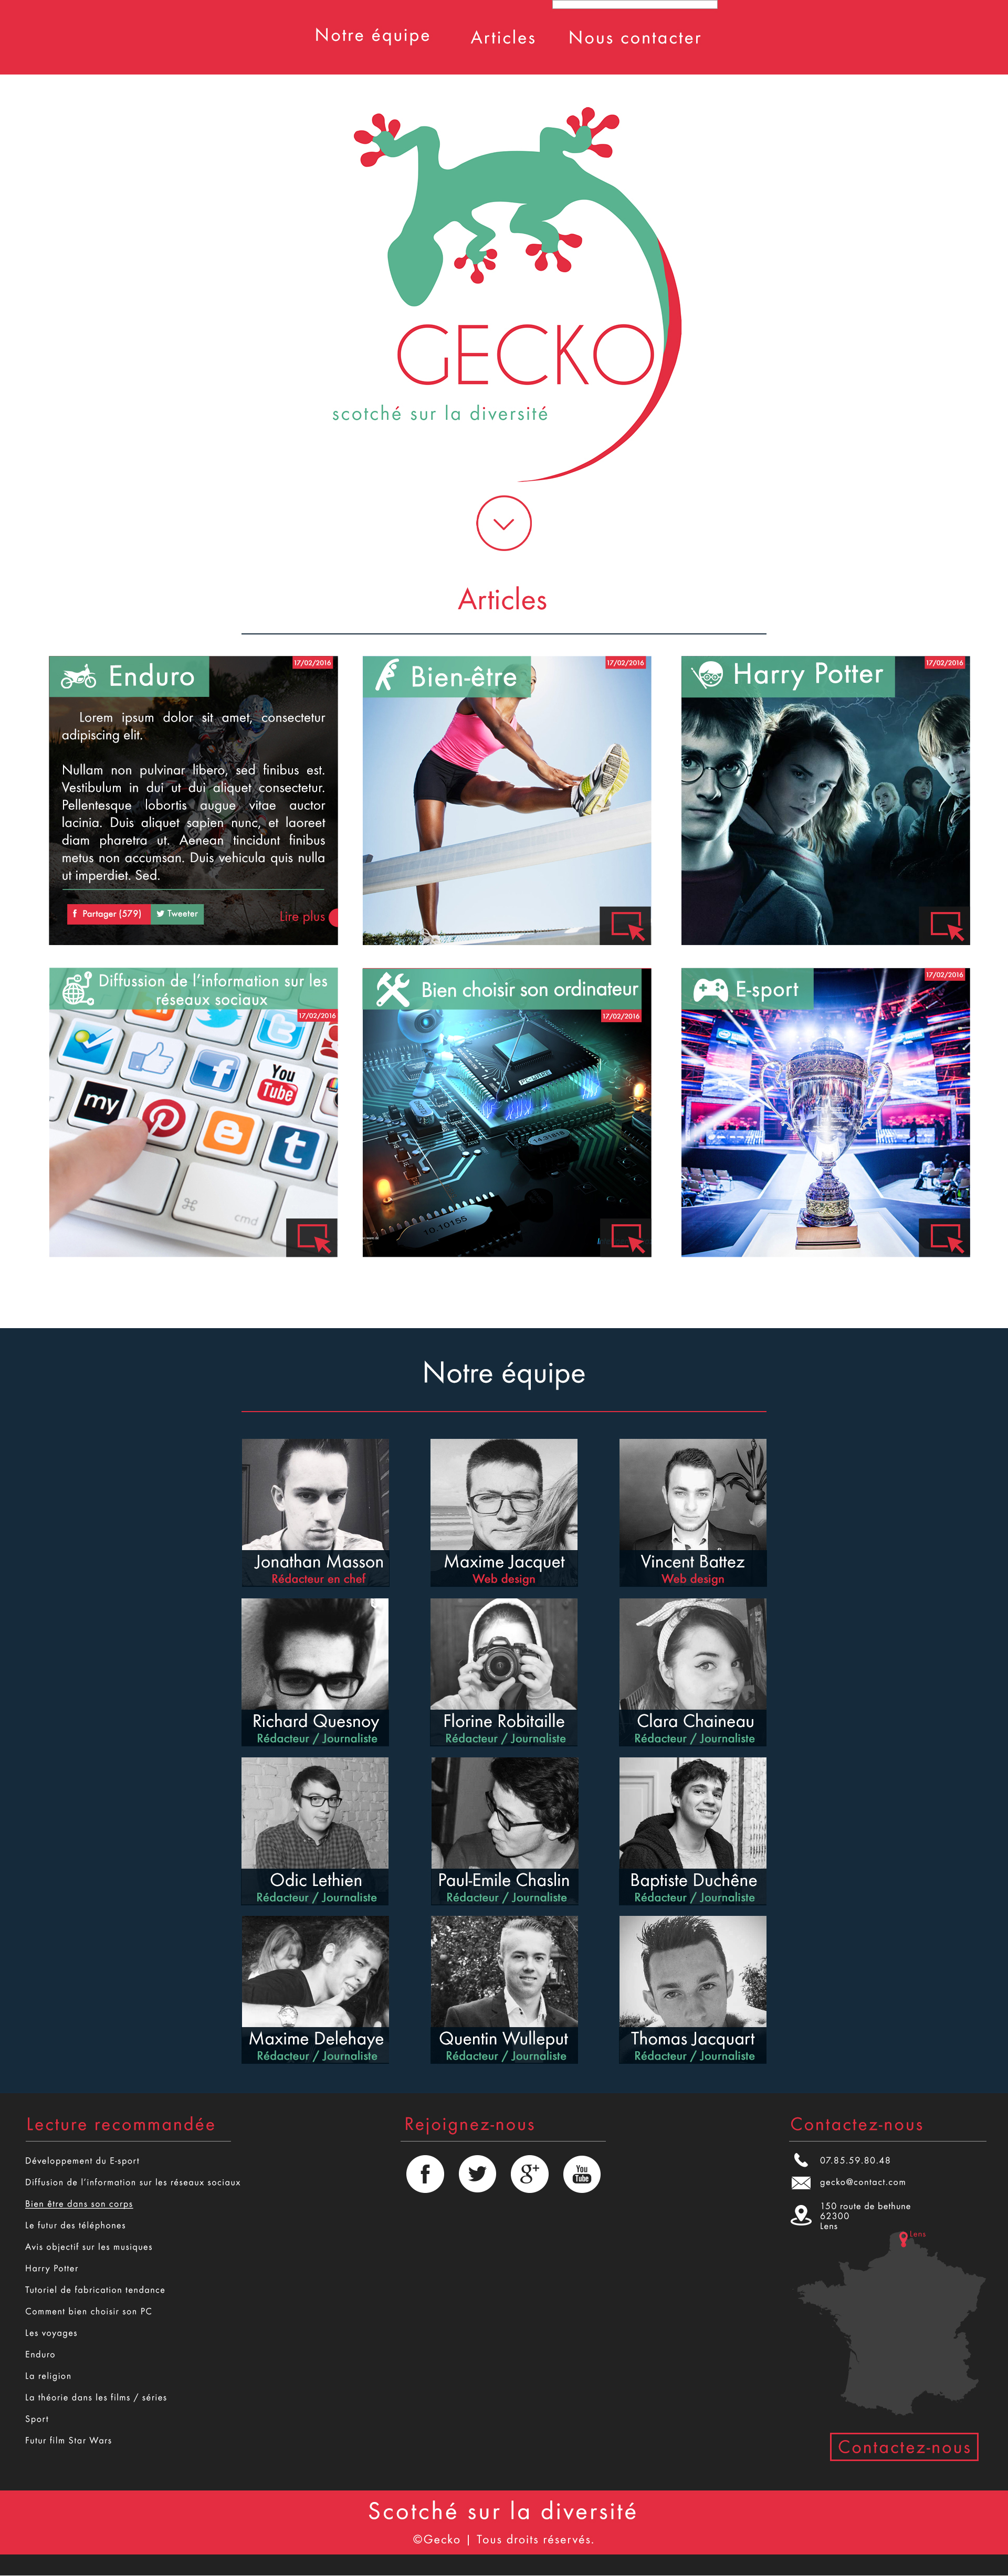 Notre équipe
Articles
Nous contacter
GECKO
scotché sur la diversité
Articles
Enduro
17/02/2016
Lorem ipsum dolor sit amet, consectetur
adipiscing elit.
Nullam non pulvinar libero, sed finibus est.
Vestibulum in dui ut dui aliquet consectetur.
Pellentesque lobortis augue vitae auctor
lacinia. Duis aliquet sapien nunc, et laoreet
diam pharetra ut. Aenean tincidunt finibus
metus non accumsan. Duis vehicula quis nulla
ut imperdiet. Sed.
Partager (579)
Tweeter
Lire plus
Bien-être
17/02/2016
Harry Potter
17/02/2016
Diffussion de l'information sur les
réseaux sociaux
17/02/2016
You
Tube
my
cmd
Bien choisir son ordinateur
17/02/2016
10.10155
E-sport
17/02/2016
Notre équipe
Jonathan Masson
Rédacteur en chef
Maxime Jacquet
Web design
Vincent Battez
Web design
Richard Quesnoy
Rédacteur / Journaliste
Florine Robitaille
Rédacteur / Journaliste
Clara Chaineau
Rédacteur / Journaliste
Odic Lethien
Rédacteur / Journaliste
Paul-Emile Chaslin
Rédacteur / Journaliste
Baptiste Duchêne
Rédacteur / Journaliste
Maxime Delehaye
Rédacteur / Journaliste
Quentin Wulleput
Rédacteur / Journaliste
Thomas Jacquart
Rédacteur / Journaliste
Lecture recommandée
Développement du E-sport
Diffusion de l'information sur les réseaux sociaux
Bien être dans son corps
Le futur des téléphones
Avis objectif sur les musiques
Harry Potter
Tutoriel de fabrication tendance
Comment bien choisir son PC
Les voyages
Enduro
La religion
La théorie dans les films / séries
Sport
Futur film Star Wars
Rejoignez-nous
You
Tube
Contactez-nous
07.85.59.80.48
gecko@contact.com
150 route de bethune
62300
Lens
Lens
Contactez-nous
Scotché sur la diversité
©Gecko | Tous droits réservés.